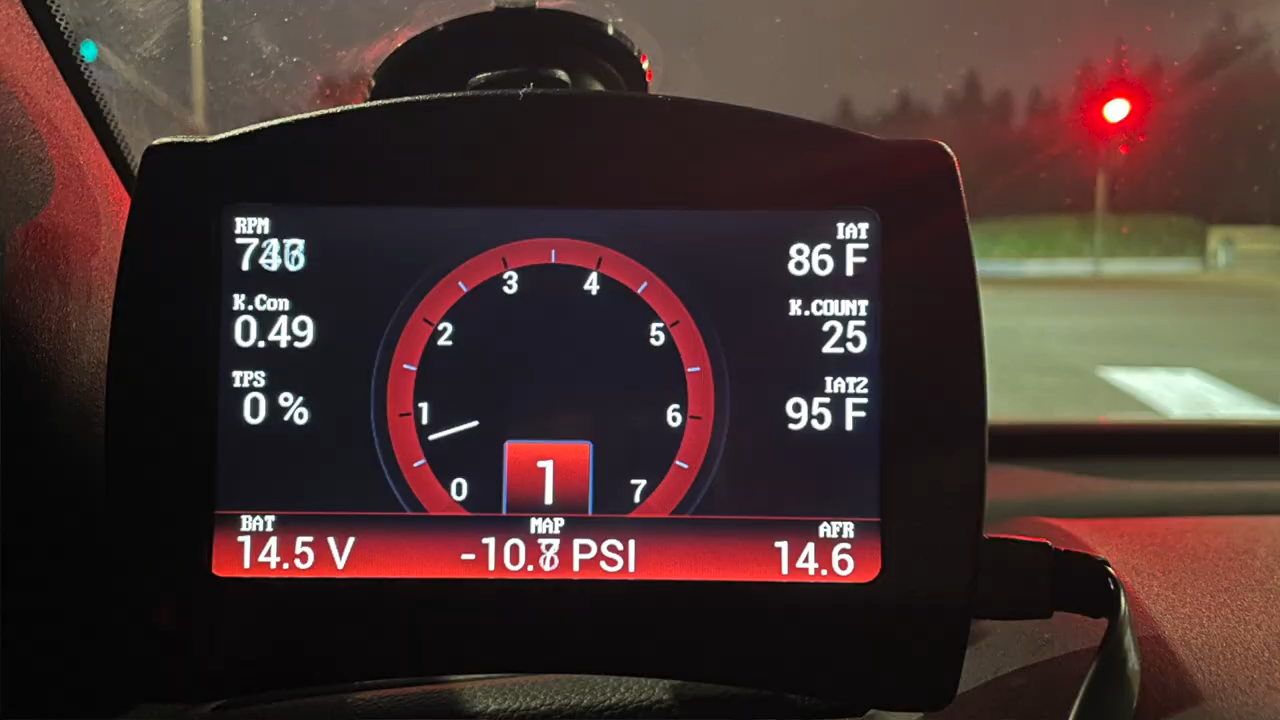 RPM
K.Con
0.49
TPS
0 %
0
1
2
3
4
5
6
7
1
IAT
86 F
K.COUNT
25
IAT2
95 F
BAT
14.5 V
MAP
PSI
AFR
14.6